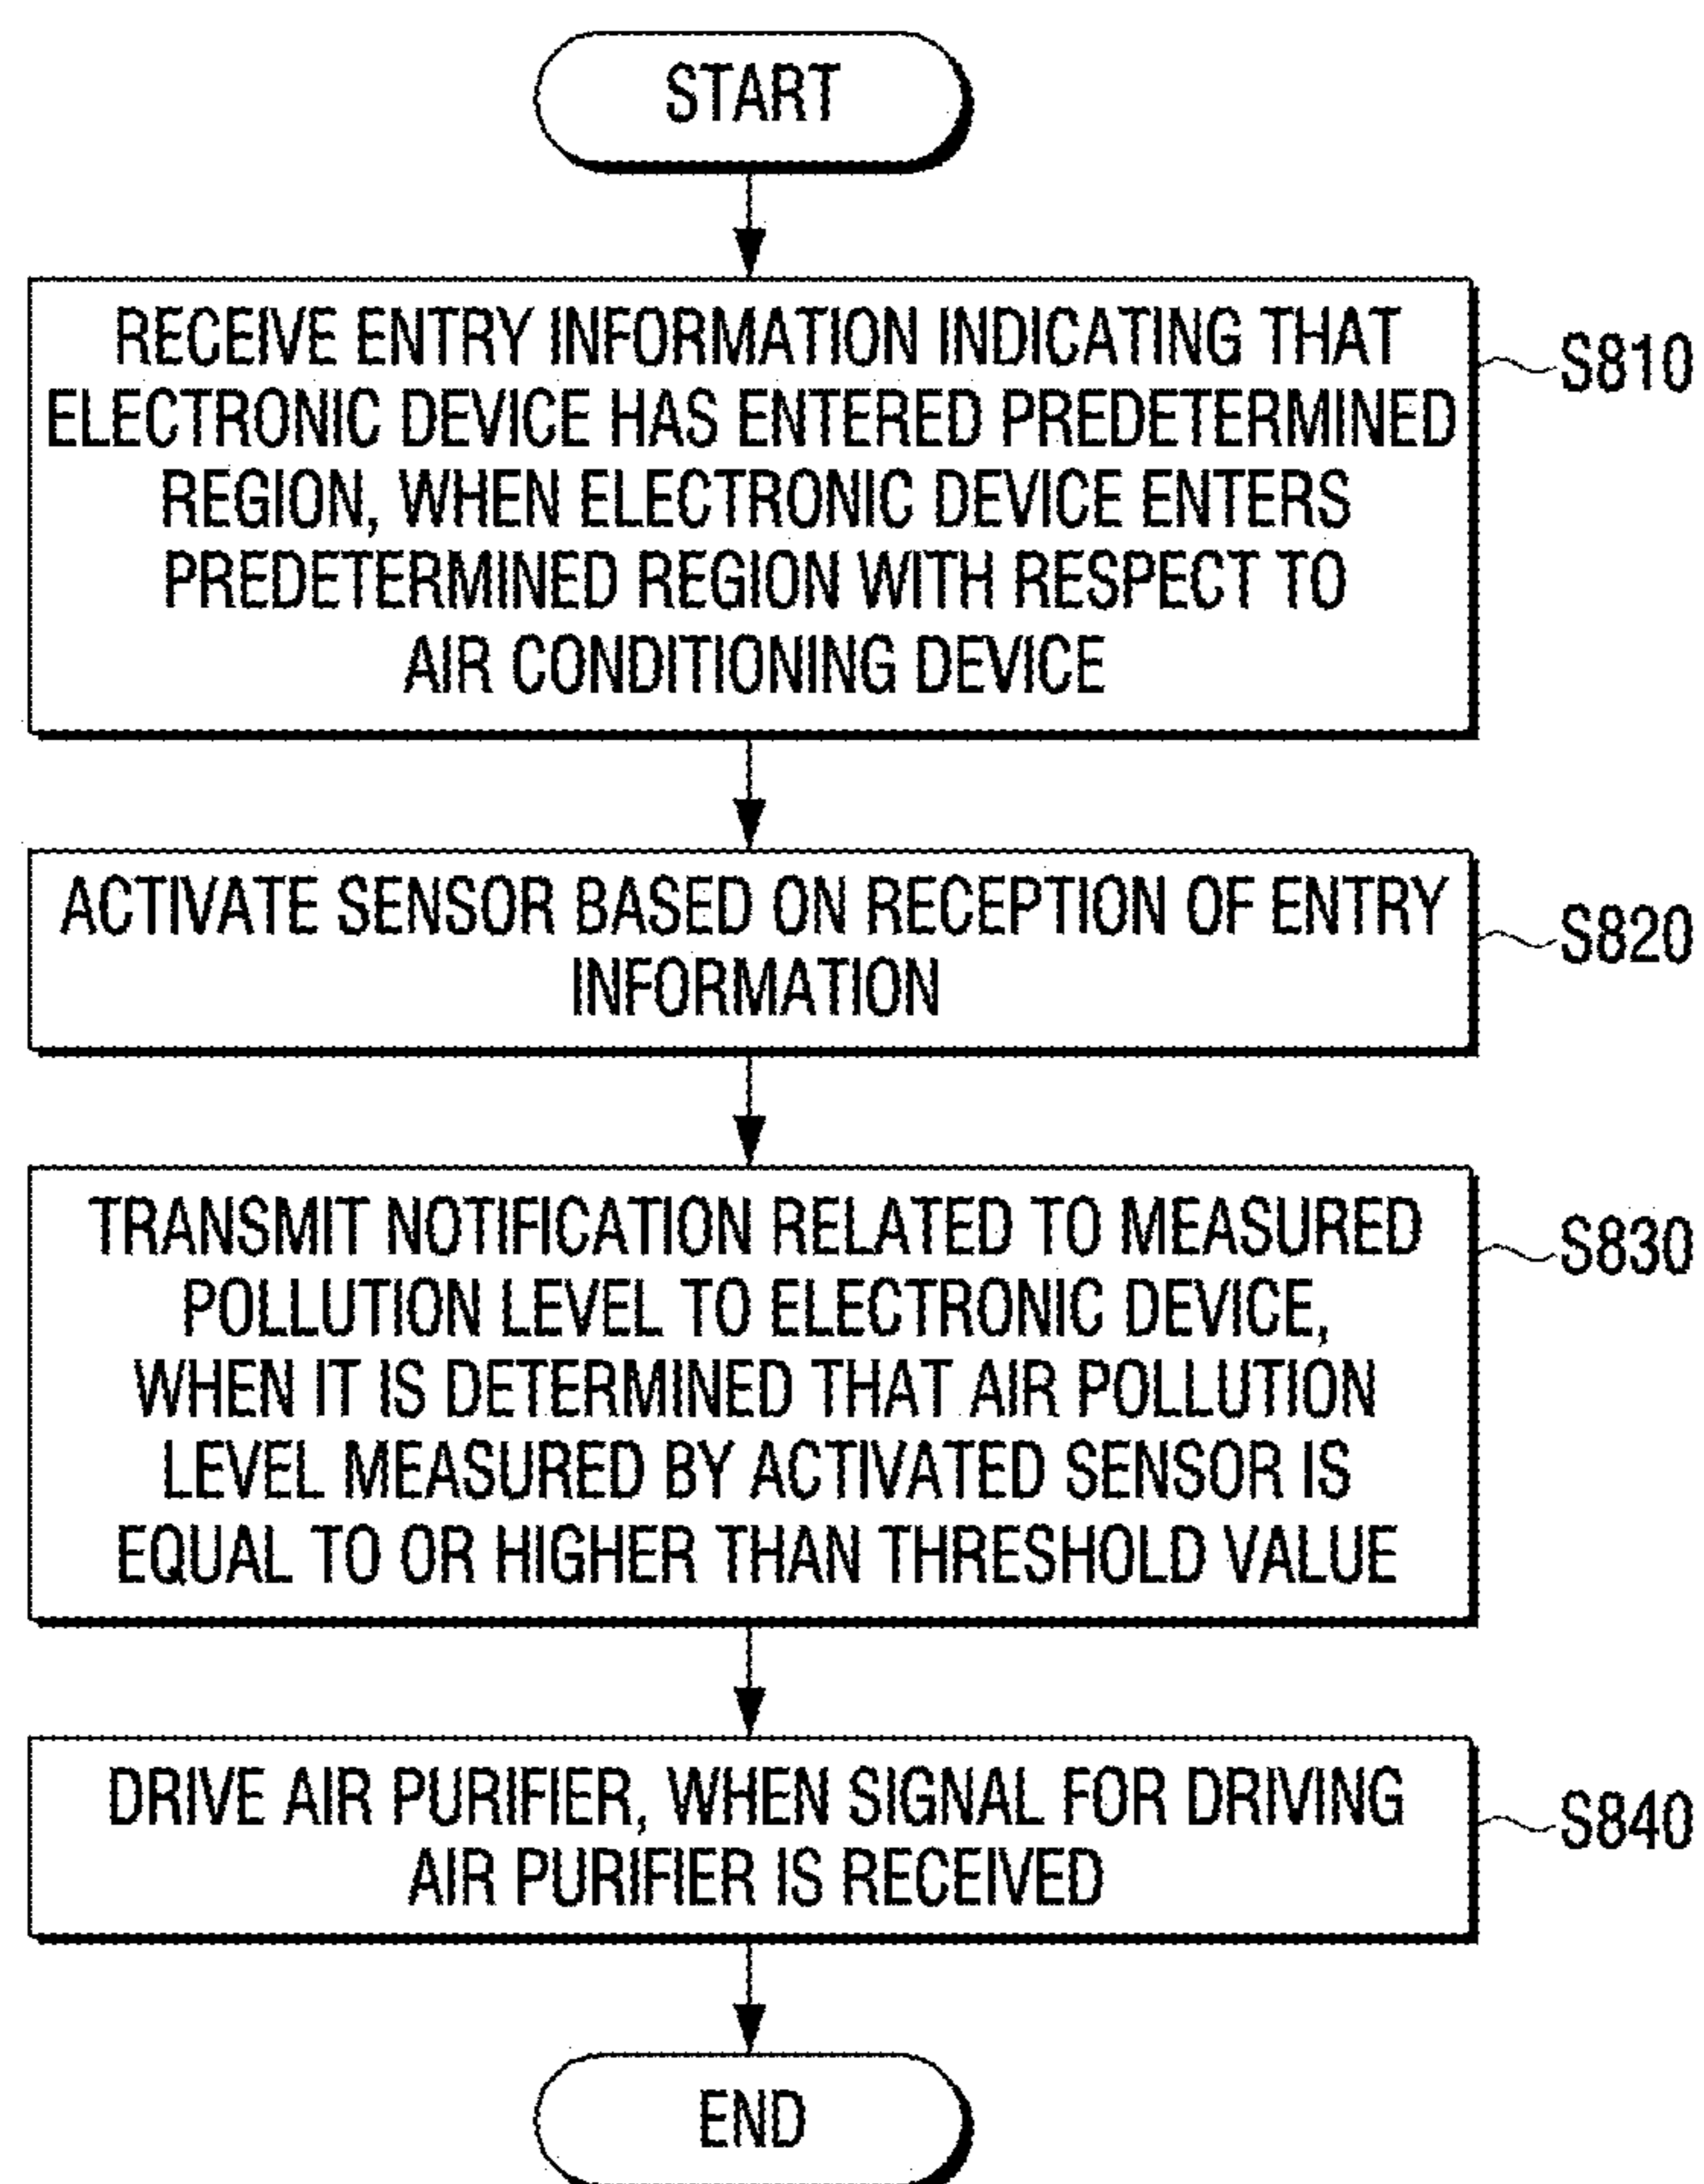 START
RECEIVE ENTRY INFORMATION INDICATING THAT
ELECTRONIC DEVICE HAS ENTERED PREDETERMINED
REGION, WHEN ELECTRONIC DEVICE ENTERS
PREDETERMINED REGION WITH RESPECT TO
AIR CONDITIONING DEVICE
S810
ACTIVATE SENSOR BASED ON RECEPTION OF ENTRY
INFORMATION
S820
TRANSMIT NOTIFICATION RELATED TO MEASURED
POLLUTION LEVEL TO ELECTRONIC DEVICE,
WHEN IT IS DETERMINED THAT AIR POLLUTION
LEVEL MEASURED BY ACTIVATED SENSOR IS
EQUAL TO OR HIGHER THAN THRESHOLD VALUE
S830
DRIVE AIR PURIFIER, WHEN SIGNAL FOR DRIVING
AIR PURIFIER IS RECEIVED
S840
END